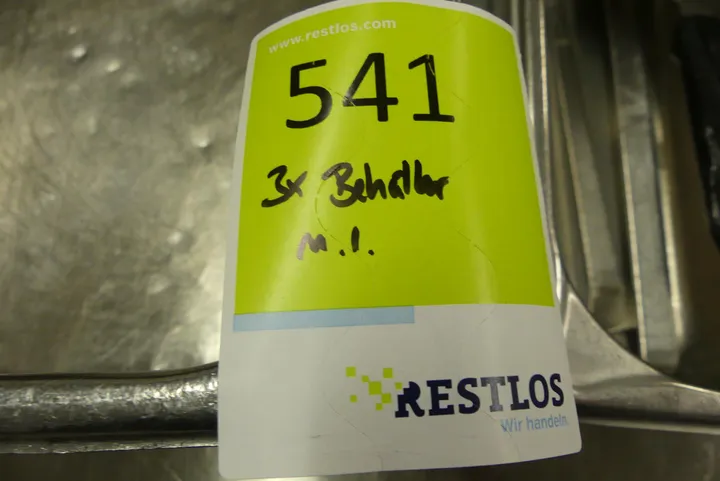 www.restlos.com
541
3x Behälter
m. I.
RESTLOS
Wir handeln.